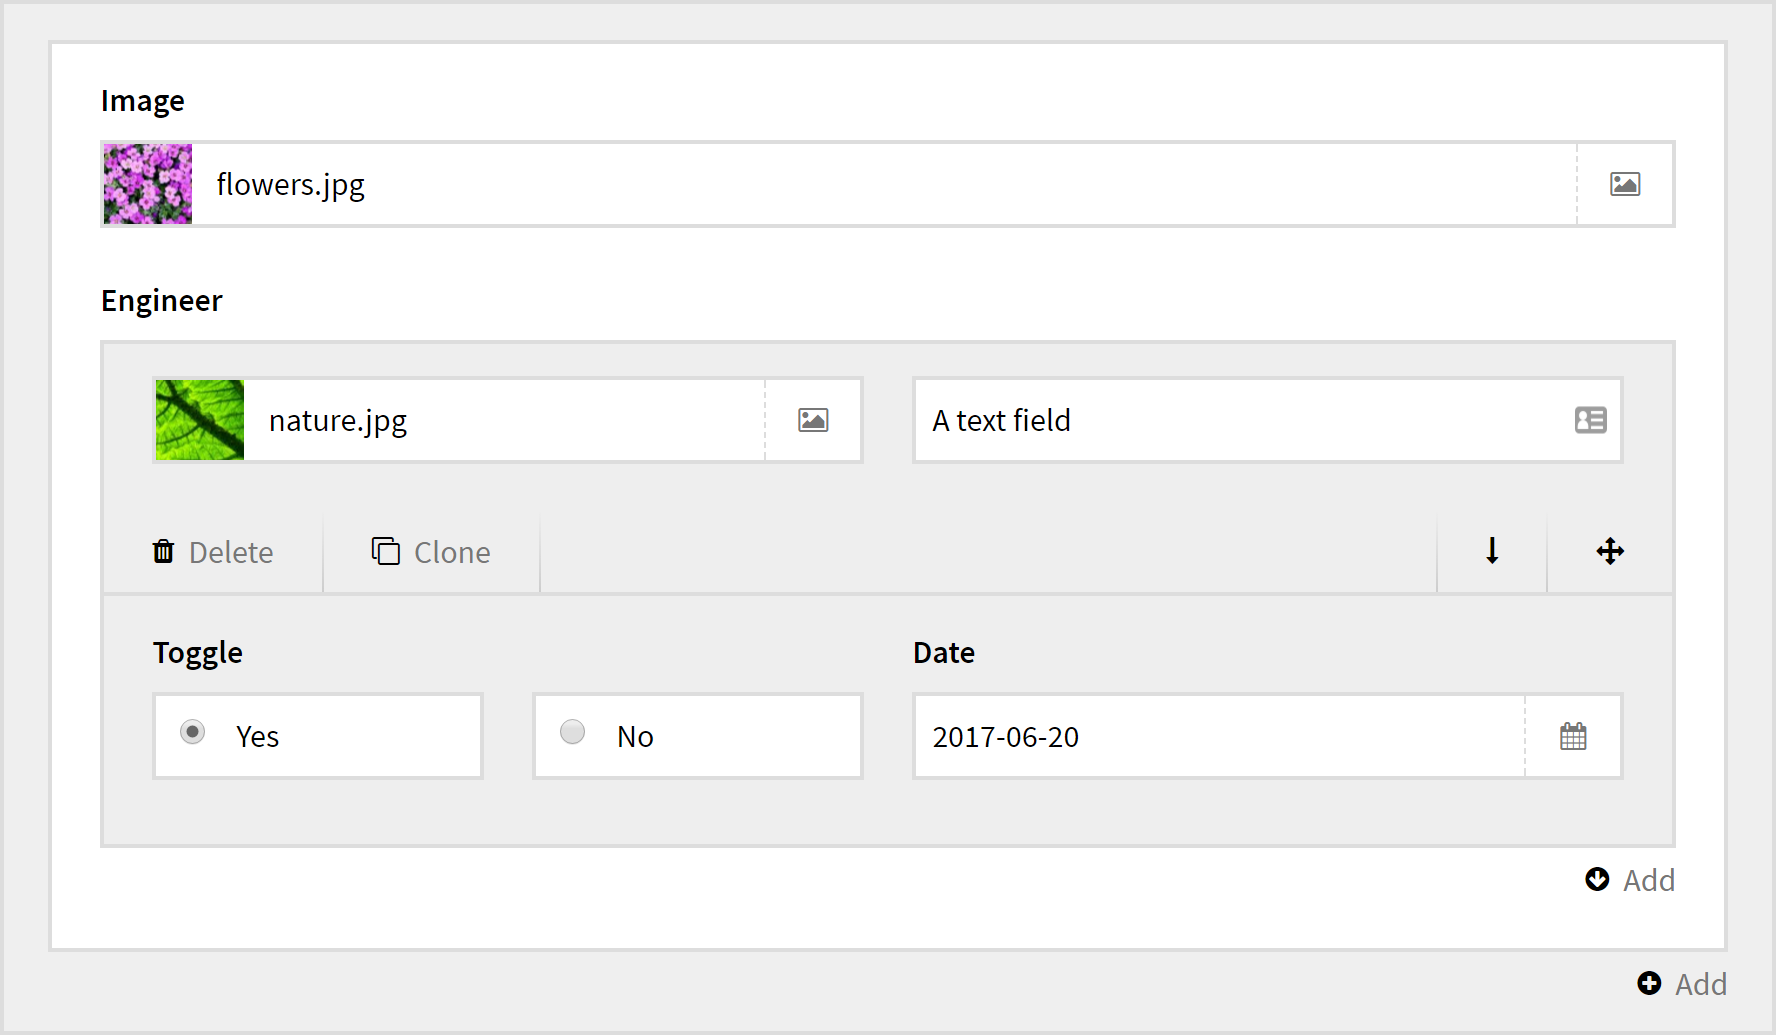 Image
flowers.jpg
Engineer
nature.jpg
A text field
Delete
Clone
Toggle
Date
Yes
No
2017-06-20
Add
Add